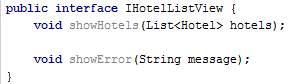 public interface IHotelListView {
    void showHotels(List<Hotel> hotels);
    void showError(String message);
}